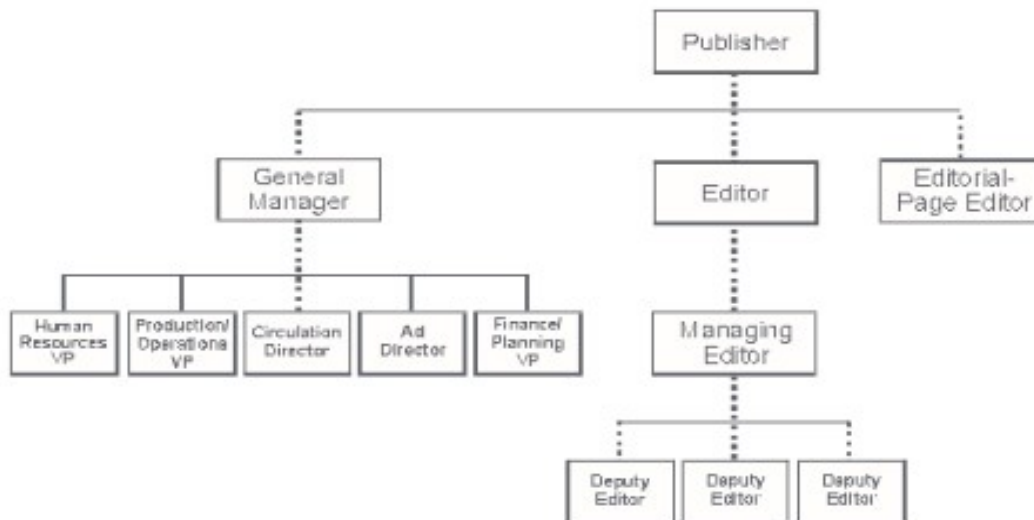 Publisher
General
Manager
Editor
Editorial-
Page Editor
Human
Resources
VP
Production/
Operations
VP
Circulation
Director
Ad
Director
Finance/
Planning
VP
Managing
Editor
Deputy
Editor
Deputy
Editor
Deputy
Editor